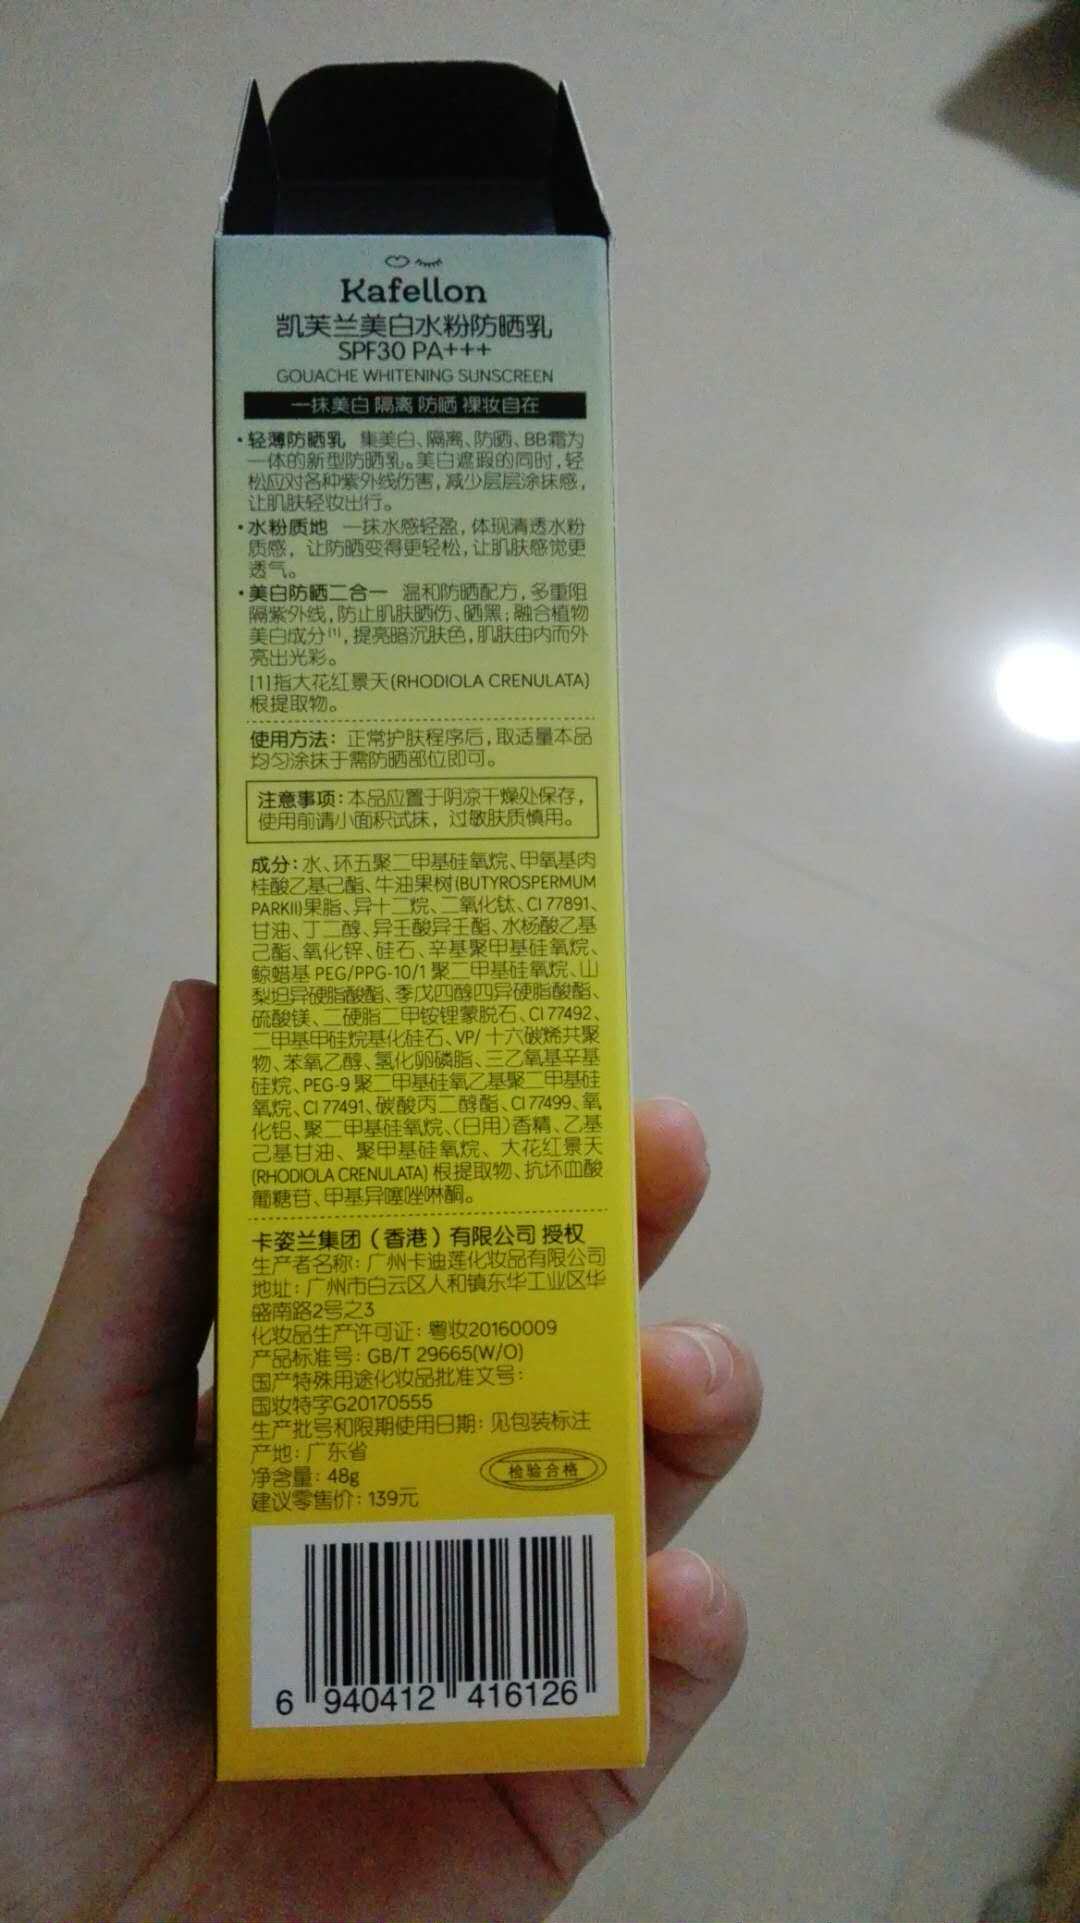 Kafellon
凯芙兰美白水粉防晒乳
SPF30 PA+++
GOUACHE WHITENING SUNSCREEN
一抹美白 隔离 防晒 裸妆自在
·轻薄防晒乳 集美白、隔离、防晒、BB霜为
一体的新型防晒乳。美白遮瑕的同时,轻
松应对各种紫外线伤害,减少层层涂抹感,
让肌肤轻妆出行。
·水粉质地 一抹水感轻盈,体现清透水粉
质感,让防晒变得更轻松,让肌肤感觉更
透气。
·美白防晒二合一 温和防晒配方,多重阻
隔紫外线,防止肌肤晒伤、晒黑;融合植物
美白成分[1],提亮暗沉肤色,肌肤由内而外
亮出光彩。
[1]指大花红景天(RHODIOLA CRENULATA)
根提取物。
使用方法:正常护肤程序后,取适量本品
均匀涂抹于需防晒部位即可。
注意事项:本品应置于阴凉干燥处保存,
使用前请小面积试抹,过敏肤质慎用。
成分:水、环五聚二甲基硅氧烷、甲氧基肉
桂酸乙基己酯、牛油果树(BUTYROSPERMUM
PARKII)果脂、异十二烷、二氧化钛、CI 77891、
甘油、丁二醇、异壬酸异壬酯、水杨酸乙基
己酯、氧化锌、硅石、辛基聚甲基硅氧烷、
鲸蜡基 PEG/PPG-10/1 聚二甲基硅氧烷、山
梨坦异硬脂酸酯、季戊四醇四异硬脂酸酯、
硫酸镁、二硬脂二甲铵锂蒙脱石、CI 77492、
二甲基甲硅烷基化硅石、VP/ 十六碳烯共聚
物、苯氧乙醇、氢化卵磷脂、三乙氧基辛基
硅烷、PEG-9 聚二甲基硅氧乙基聚二甲基硅
氧烷、CI 77491、碳酸丙二醇酯、CI 77499、氧
化铝、聚二甲基硅氧烷、(日用)香精、乙基
己基甘油、聚甲基硅氧烷、大花红景天
(RHODIOLA CRENULATA) 根提取物、抗坏血酸
葡糖苷、甲基异噻唑啉酮。
卡姿兰集团(香港)有限公司 授权
生产者名称:广州卡迪莲化妆品有限公司
地址:广州市白云区人和镇东华工业区华
盛南路2号之3
化妆品生产许可证:粤妆20160009
产品标准号:GB/T 29665(W/O)
国产特殊用途化妆品批准文号:
国妆特字G20170555
生产批号和限期使用日期:见包装标注
产地:广东省
净含量:48g
检验合格
建议零售价:139元
6 940412 416126